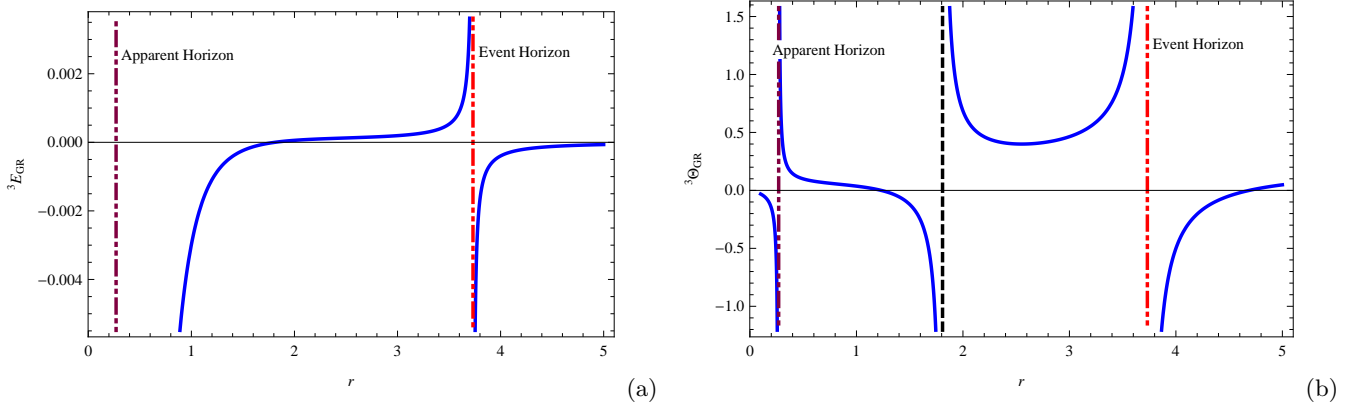 0.002
0.000
−0.002
−0.004
³E_GR
Apparent Horizon
Event Horizon
0 1 2 3 4 5
r
(a)
1.5
1.0
0.5
0.0
−0.5
−1.0
³Θ_GR
Apparent Horizon
Event Horizon
0 1 2 3 4 5
r
(b)